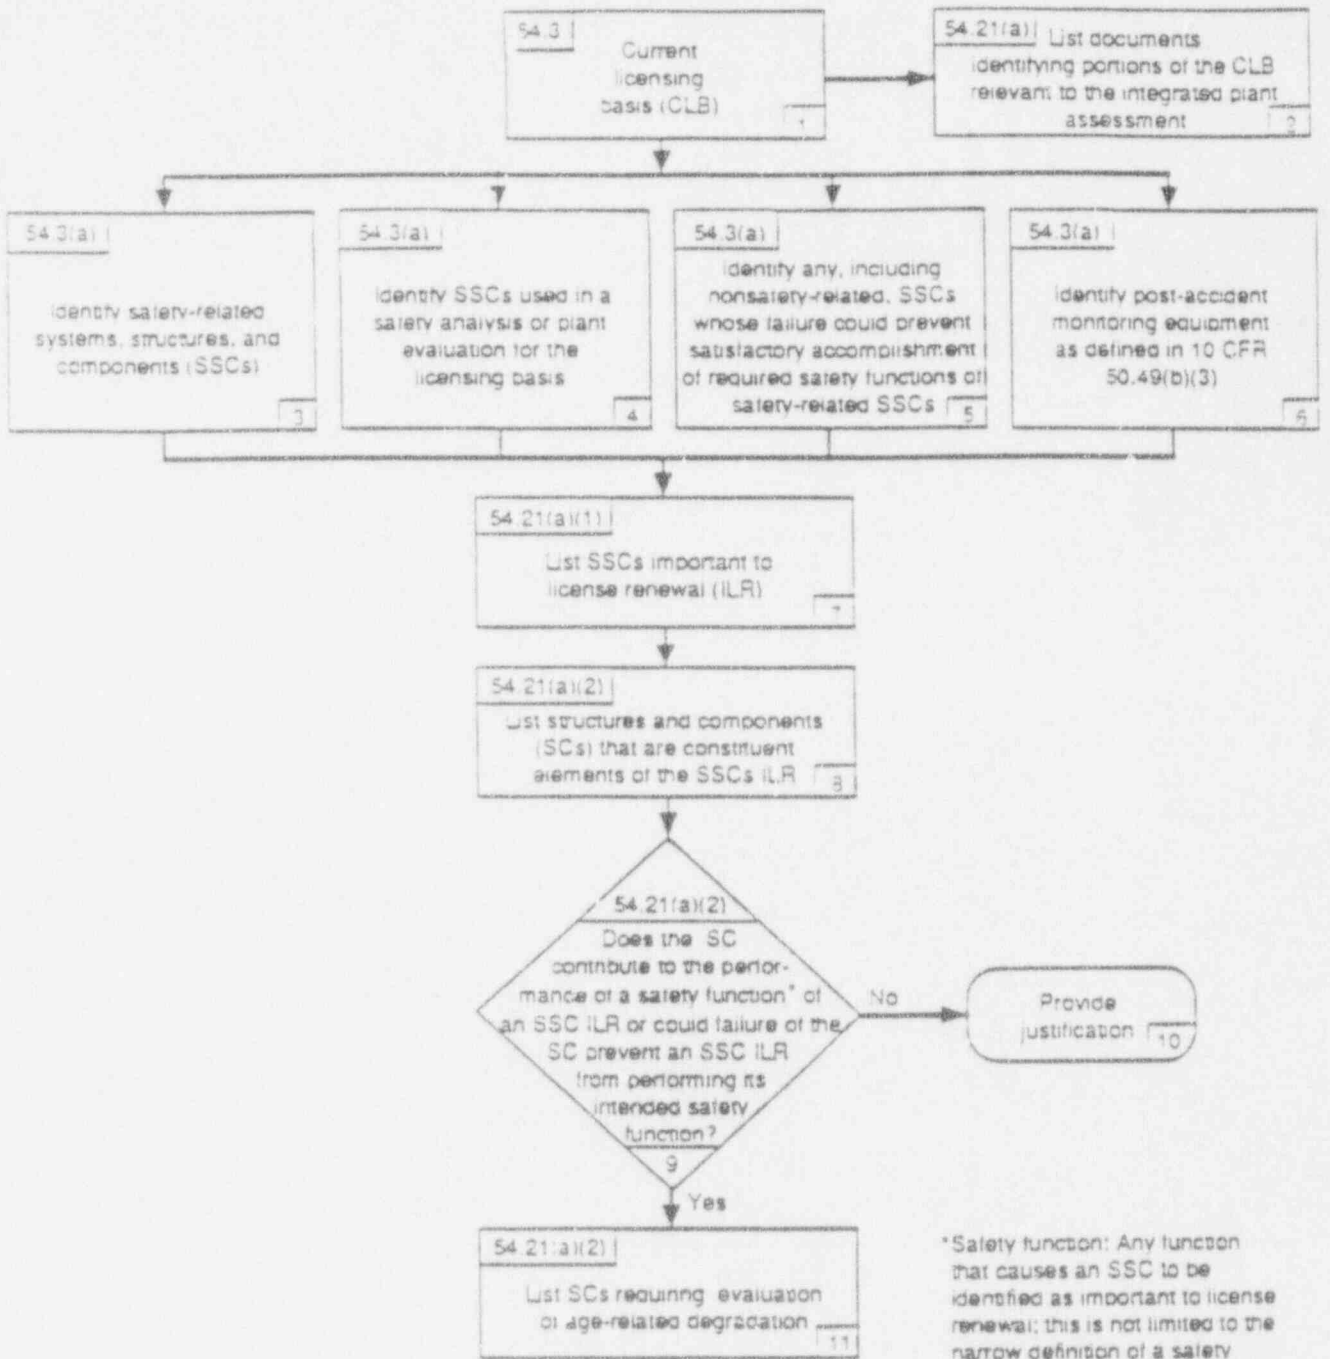 54.3
Current
licensing
basis (CLB)
1
54.21(a) List documents
identifying portions of the CLB
relevant to the integrated plant
assessment
2
54.3(a)
Identify safety-related
systems, structures, and
components (SSCs)
3
54.3(a)
Identify SSCs used in a
safety analysis or plant
evaluation for the
licensing basis
4
54.3(a)
Identify any, including
nonsafety-related, SSCs
whose failure could prevent
satisfactory accomplishment
of required safety functions of
safety-related SSCs
5
54.3(a)
Identify post-accident
monitoring equipment
as defined in 10 CFR
50.49(b)(3)
6
54.21(a)(1)
List SSCs important to
license renewal (ILR)
7
54.21(a)(2)
List structures and components
(SCs) that are constituent
elements of the SSCs ILR
8
54.21(a)(2)
Does the SC
contribute to the perfor-
mance of a safety function* of
an SSC ILR or could failure of the
SC prevent an SSC ILR
from performing its
intended safety
function?
9
No
Provide
justification
10
Yes
54.21(a)(2)
List SCs requiring evaluation
of age-related degradation
11
*Safety function: Any function
that causes an SSC to be
identified as important to license
renewal; this is not limited to the
narrow definition of a safety